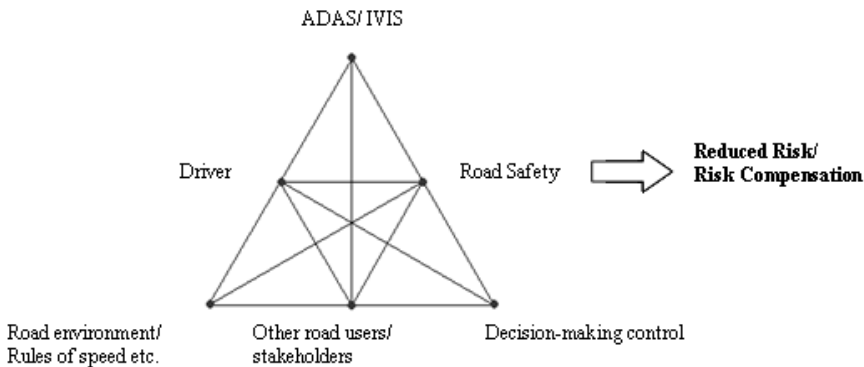 ADAS/ IVIS
Driver
Road Safety
Reduced Risk/
Risk Compensation
Road environment/
Rules of speed etc.
Other road users/
stakeholders
Decision-making control